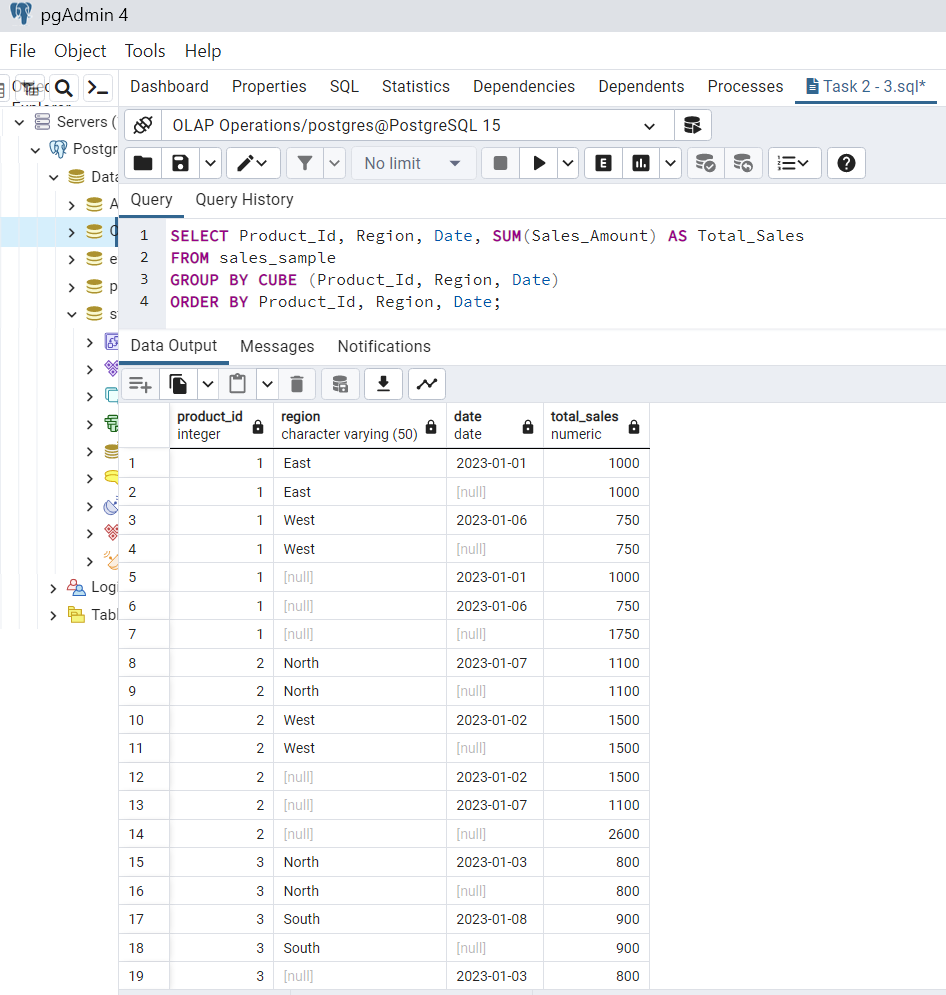 pgAdmin 4
File Object Tools Help
Dashboard Properties SQL Statistics Dependencies Dependents Processes Task 2 - 3.sql*
Servers (
OLAP Operations/postgres@PostgreSQL 15
Postgr
Data
No limit
E
Query Query History
1 SELECT Product_Id, Region, Date, SUM(Sales_Amount) AS Total_Sales
2 FROM sales_sample
3 GROUP BY CUBE (Product_Id, Region, Date)
4 ORDER BY Product_Id, Region, Date;
Data Output Messages Notifications
product_id region date total_sales
integer character varying (50) date numeric
1 1 East 2023-01-01 1000
2 1 East [null] 1000
3 1 West 2023-01-06 750
4 1 West [null] 750
5 1 [null] 2023-01-01 1000
6 1 [null] 2023-01-06 750
7 1 [null] [null] 1750
8 2 North 2023-01-07 1100
9 2 North [null] 1100
10 2 West 2023-01-02 1500
11 2 West [null] 1500
12 2 [null] 2023-01-02 1500
13 2 [null] 2023-01-07 1100
14 2 [null] [null] 2600
15 3 North 2023-01-03 800
16 3 North [null] 800
17 3 South 2023-01-08 900
18 3 South [null] 900
19 3 [null] 2023-01-03 800
Logi
Tabl